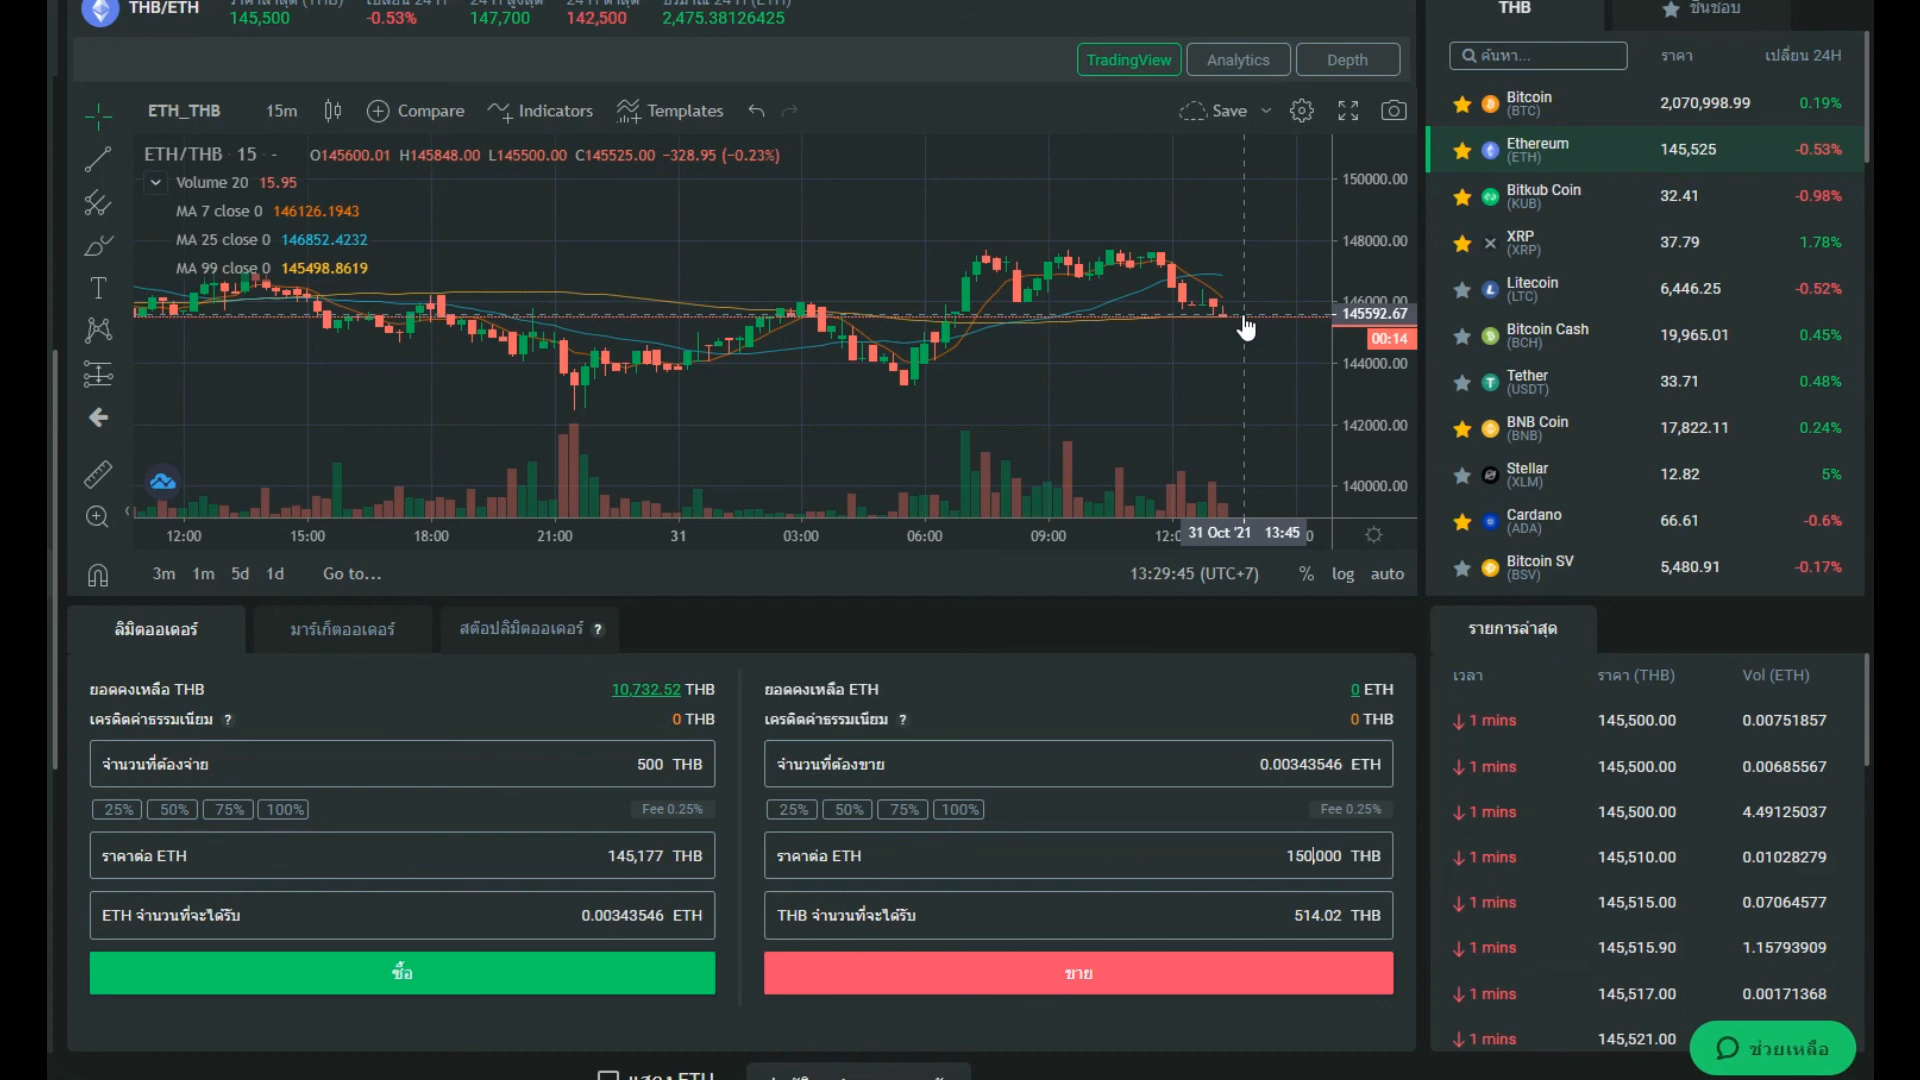 THB/ETH
ราคาล่าสุด (THB)
145,500
-0.53%
147,700
142,500
2,475.38126425
TradingView Analytics Depth
ETH_THB 15m Compare Indicators Templates Save
ETH/THB · 15 · - O145600.01 H145848.00 L145500.00 C145525.00 −328.95 (−0.23%)
Volume 20 15.95
MA 7 close 0 146126.1943
MA 25 close 0 146852.4232
MA 99 close 0 145498.8619
150000.00
148000.00
146000.00
145592.67
00:14
144000.00
142000.00
140000.00
12:00 15:00 18:00 21:00 31 03:00 06:00 09:00 31 Oct '21 13:45
3m 1m 5d 1d Go to... 13:29:45 (UTC+7) % log auto
ลิมิตออเดอร์ มาร์เก็ตออเดอร์ สต๊อปลิมิตออเดอร์ ?
ยอดคงเหลือ THB 10,732.52 THB
เครดิตค่าธรรมเนียม ? 0 THB
จำนวนที่ต้องจ่าย 500 THB
25% 50% 75% 100% Fee 0.25%
ราคาต่อ ETH 145,177 THB
ETH จำนวนที่จะได้รับ 0.00343546 ETH
ซื้อ
ยอดคงเหลือ ETH 0 ETH
เครดิตค่าธรรมเนียม ? 0 THB
จำนวนที่ต้องขาย 0.00343546 ETH
25% 50% 75% 100% Fee 0.25%
ราคาต่อ ETH 150,000 THB
THB จำนวนที่จะได้รับ 514.02 THB
ขาย
THB ชื่นชอบ
ค้นหา... ราคา เปลี่ยน 24H
Bitcoin (BTC) 2,070,998.99 0.19%
Ethereum (ETH) 145,525 -0.53%
Bitkub Coin (KUB) 32.41 -0.98%
XRP (XRP) 37.79 1.78%
Litecoin (LTC) 6,446.25 -0.52%
Bitcoin Cash (BCH) 19,965.01 0.45%
Tether (USDT) 33.71 0.48%
BNB Coin (BNB) 17,822.11 0.24%
Stellar (XLM) 12.82 5%
Cardano (ADA) 66.61 -0.6%
Bitcoin SV (BSV) 5,480.91 -0.17%
รายการล่าสุด
เวลา ราคา (THB) Vol (ETH)
1 mins 145,500.00 0.00751857
1 mins 145,500.00 0.00685567
1 mins 145,500.00 4.49125037
1 mins 145,510.00 0.01028279
1 mins 145,515.00 0.07064577
1 mins 145,515.90 1.15793909
1 mins 145,517.00 0.00171368
1 mins 145,521.00
ช่วยเหลือ
แสดง ETH